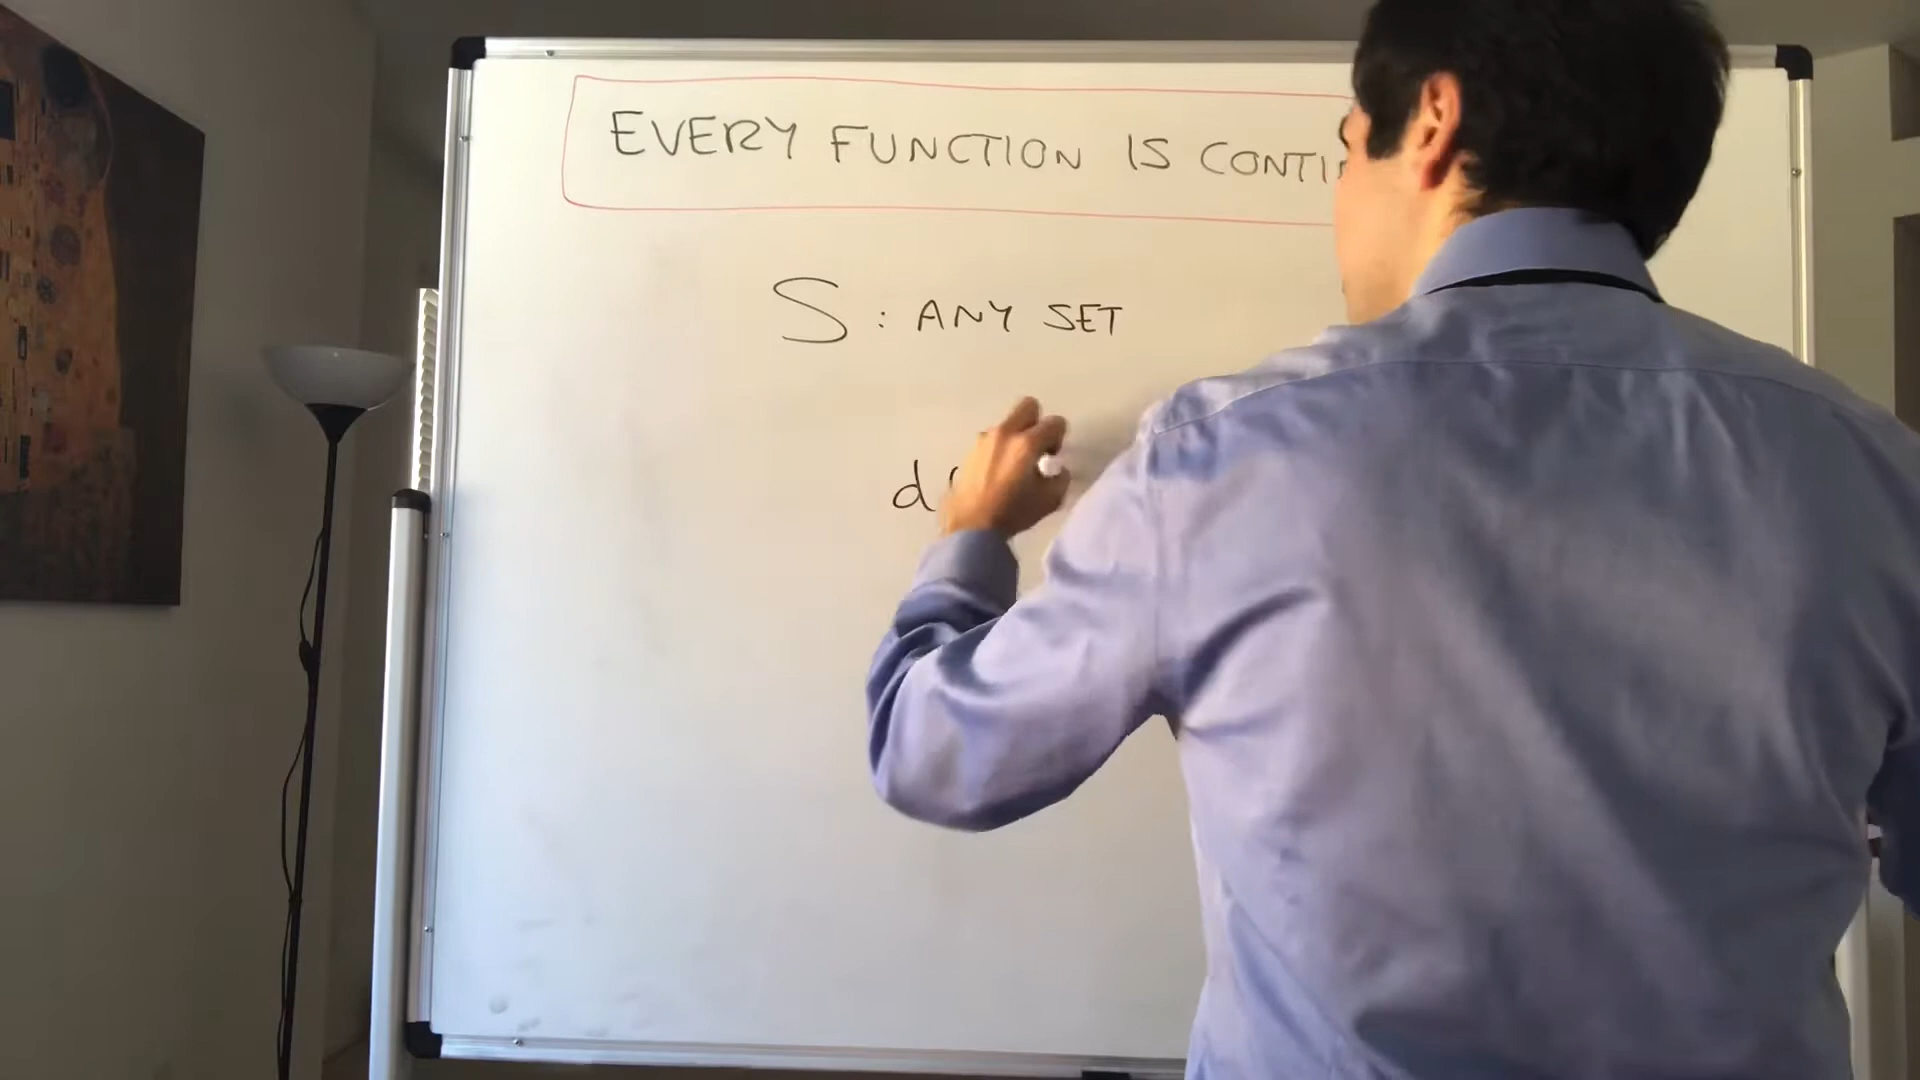 EVERY FUNCTION IS CONTI
S : ANY SET
d(